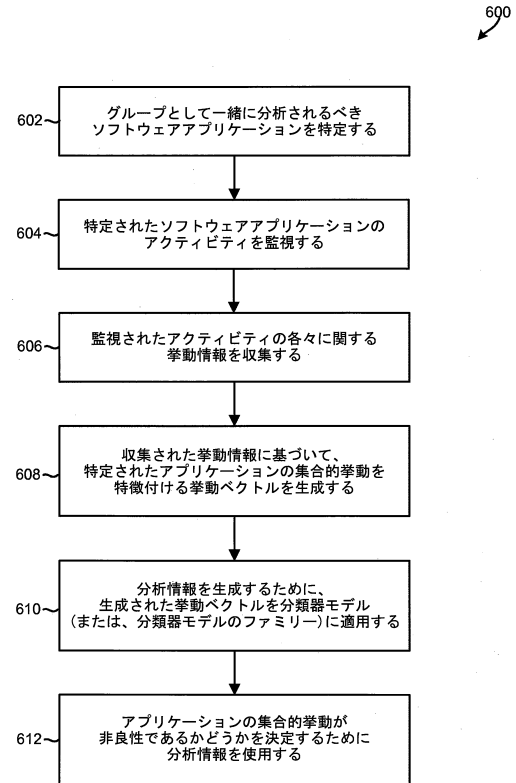 600
602
グループとして一緒に分析されるべき
ソフトウェアアプリケーションを特定する
604
特定されたソフトウェアアプリケーションの
アクティビティを監視する
606
監視されたアクティビティの各々に関する
挙動情報を収集する
608
収集された挙動情報に基づいて、
特定されたアプリケーションの集合的挙動を
特徴付ける挙動ベクトルを生成する
610
分析情報を生成するために、
生成された挙動ベクトルを分類器モデル
(または、分類器モデルのファミリー)に適用する
612
アプリケーションの集合的挙動が
非良性であるかどうかを決定するために
分析情報を使用する